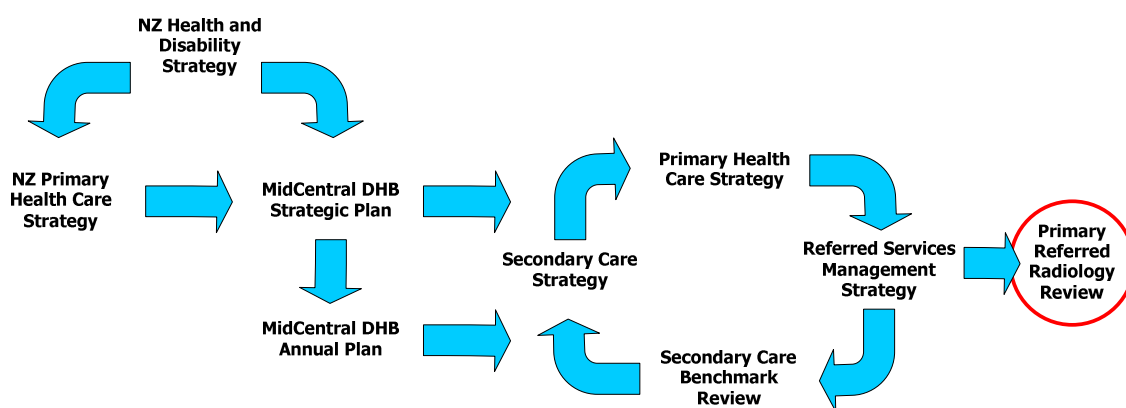 NZ Health and
Disability
Strategy
NZ Primary
Health Care
Strategy
MidCentral DHB
Strategic Plan
MidCentral DHB
Annual Plan
Secondary Care
Strategy
Primary Health
Care Strategy
Referred Services
Management
Strategy
Secondary Care
Benchmark
Review
Primary
Referred
Radiology
Review